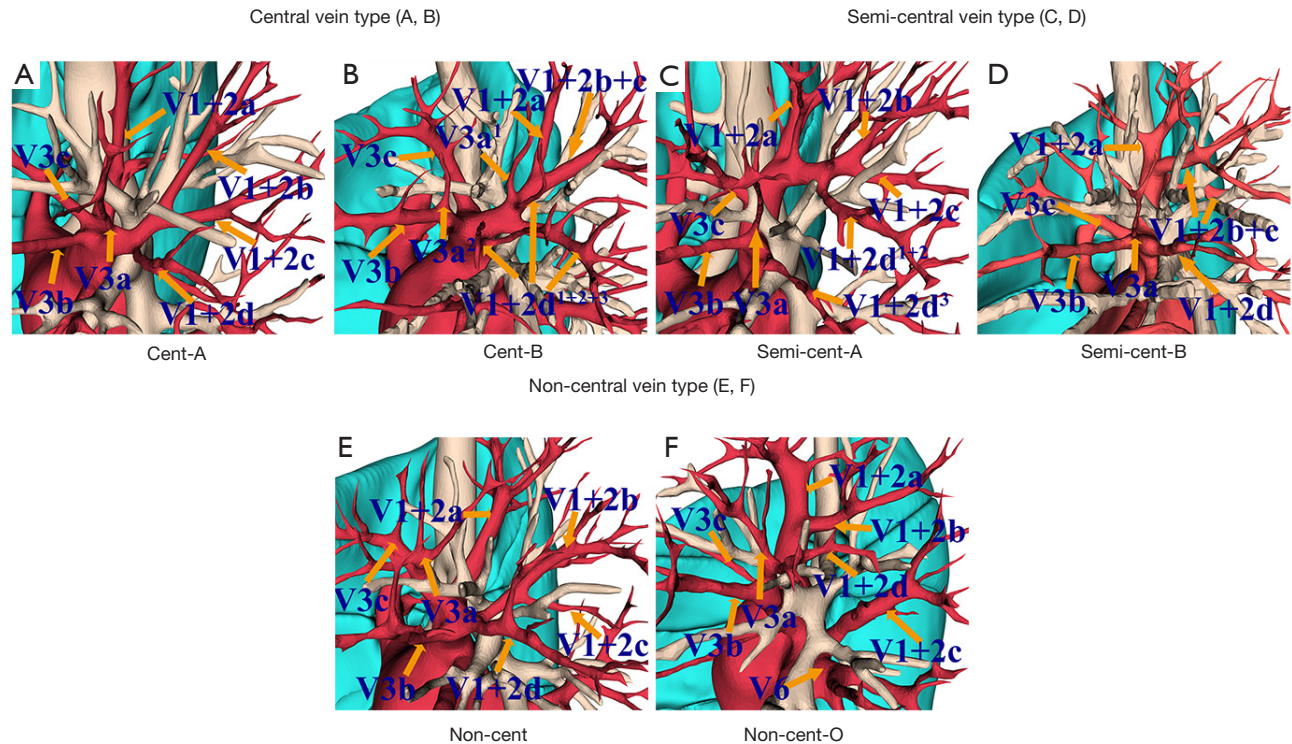 Central vein type (A, B)
Semi-central vein type (C, D)
A
V1+2a
V3c
V1+2b
V1+2c
V3a
V3b
V1+2d
Cent-A
B
V1+2b+c
V1+2a
V3a¹
V3c
V3a²
V3b
V1+2d¹⁺²⁺³
Cent-B
C
V1+2b
V1+2a
V3c
V1+2c
V1+2d¹⁺²
V3b
V3a
V1+2d³
Semi-cent-A
D
V1+2a
V3c
V1+2b+c
V3a
V3b
V1+2d
Semi-cent-B
Non-central vein type (E, F)
E
V1+2b
V1+2a
V3c
V3a
V1+2c
V3b
V1+2d
Non-cent
F
V1+2a
V3c
V1+2b
V1+2d
V3a
V3b
V1+2c
V6
Non-cent-O